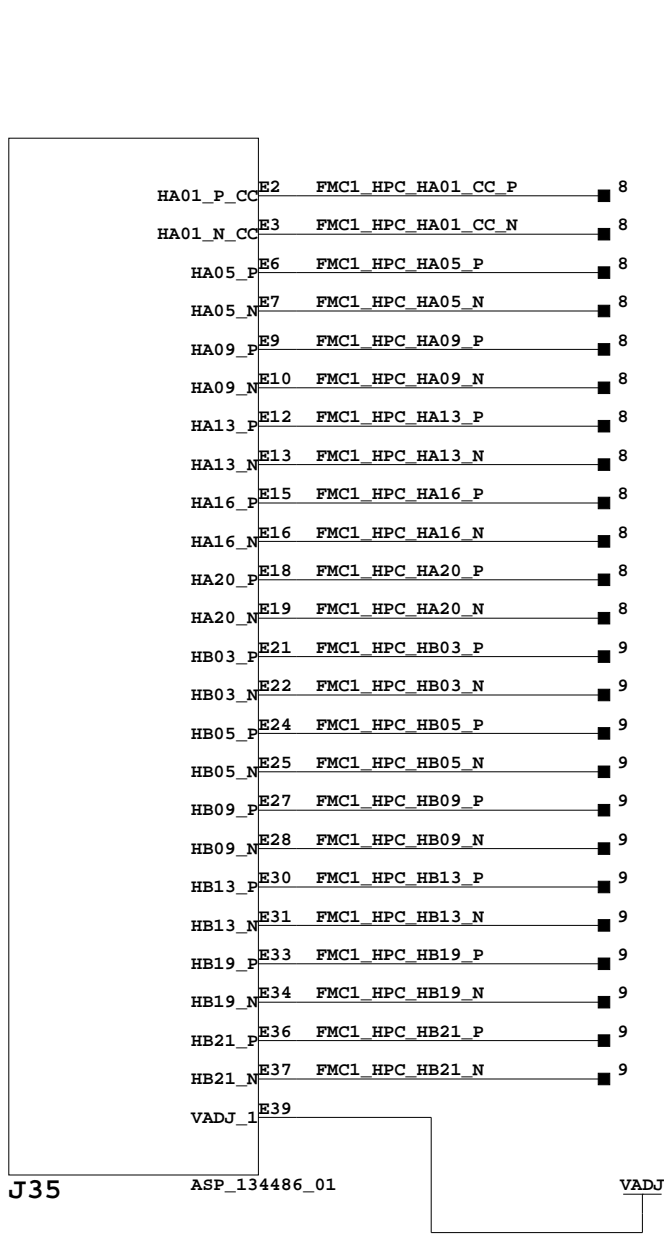 HA01_P_CC E2 FMC1_HPC_HA01_CC_P 8
HA01_N_CC E3 FMC1_HPC_HA01_CC_N 8
HA05_P E6 FMC1_HPC_HA05_P 8
HA05_N E7 FMC1_HPC_HA05_N 8
HA09_P E9 FMC1_HPC_HA09_P 8
HA09_N E10 FMC1_HPC_HA09_N 8
HA13_P E12 FMC1_HPC_HA13_P 8
HA13_N E13 FMC1_HPC_HA13_N 8
HA16_P E15 FMC1_HPC_HA16_P 8
HA16_N E16 FMC1_HPC_HA16_N 8
HA20_P E18 FMC1_HPC_HA20_P 8
HA20_N E19 FMC1_HPC_HA20_N 8
HB03_P E21 FMC1_HPC_HB03_P 9
HB03_N E22 FMC1_HPC_HB03_N 9
HB05_P E24 FMC1_HPC_HB05_P 9
HB05_N E25 FMC1_HPC_HB05_N 9
HB09_P E27 FMC1_HPC_HB09_P 9
HB09_N E28 FMC1_HPC_HB09_N 9
HB13_P E30 FMC1_HPC_HB13_P 9
HB13_N E31 FMC1_HPC_HB13_N 9
HB19_P E33 FMC1_HPC_HB19_P 9
HB19_N E34 FMC1_HPC_HB19_N 9
HB21_P E36 FMC1_HPC_HB21_P 9
HB21_N E37 FMC1_HPC_HB21_N 9
VADJ_1 E39
J35 ASP_134486_01 VADJ